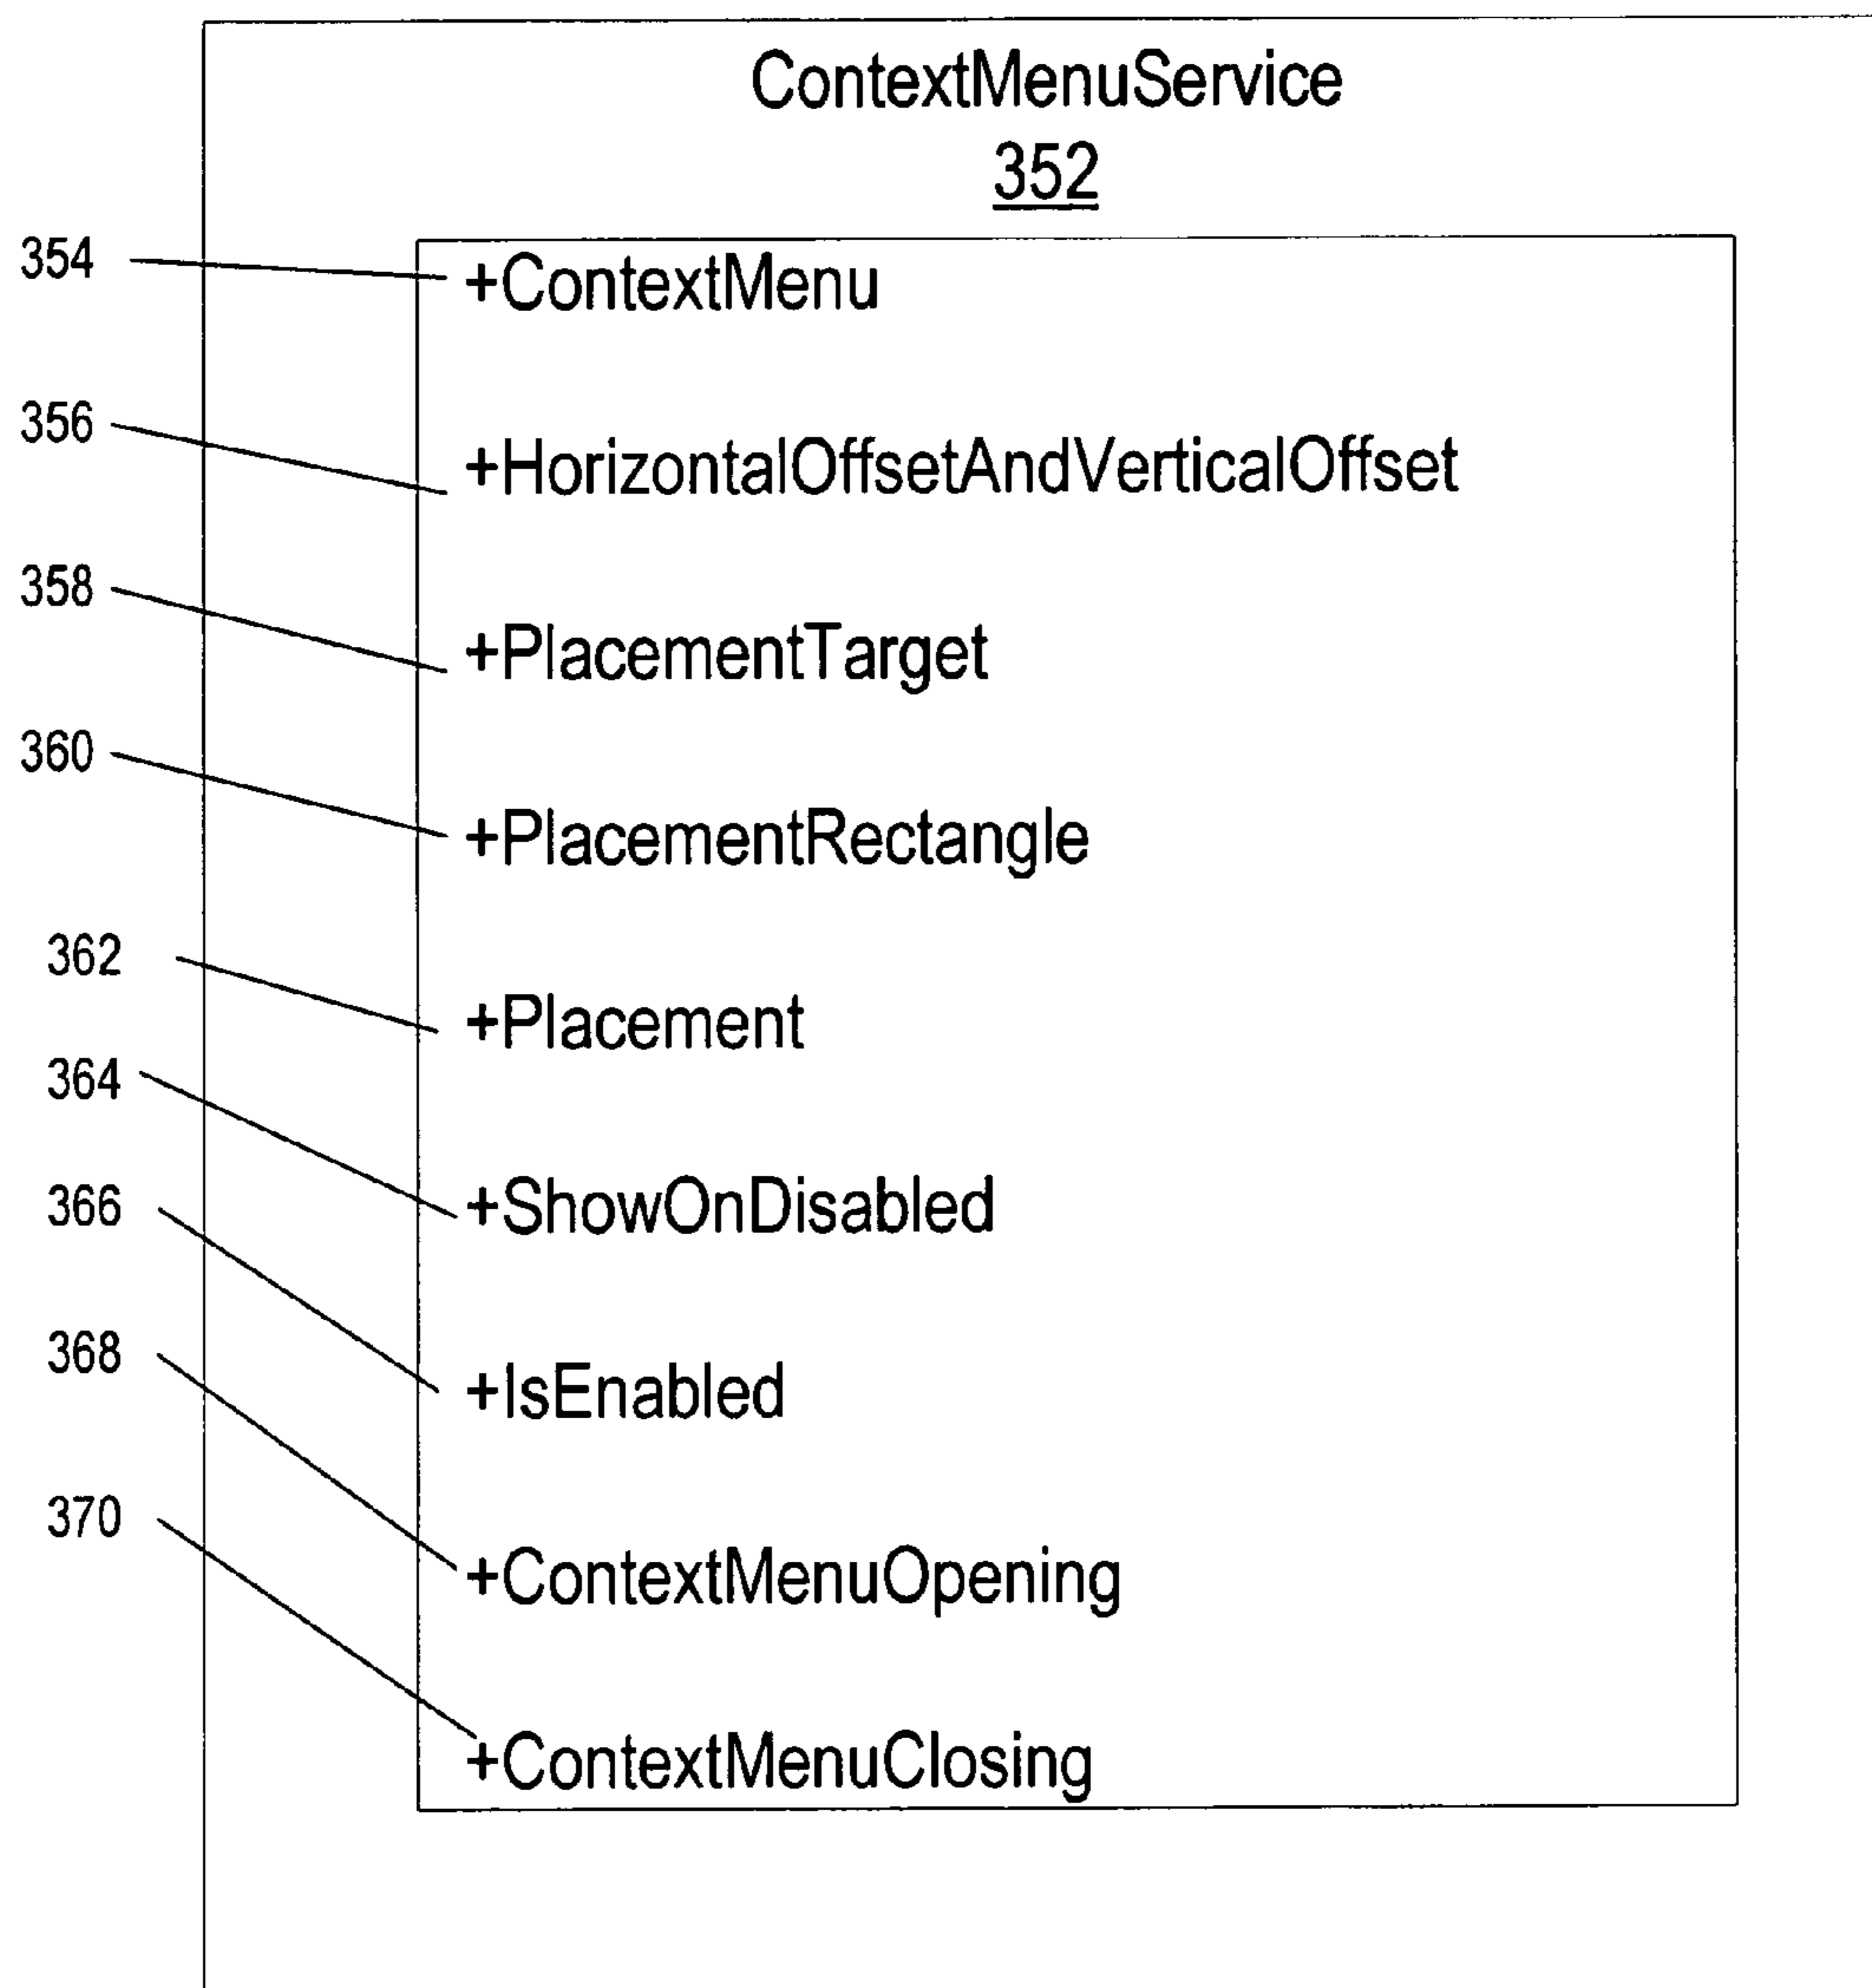 ContextMenuService
352
354 +ContextMenu
356 +HorizontalOffsetAndVerticalOffset
358 +PlacementTarget
360 +PlacementRectangle
362 +Placement
364 +ShowOnDisabled
366 +IsEnabled
368 +ContextMenuOpening
370 +ContextMenuClosing